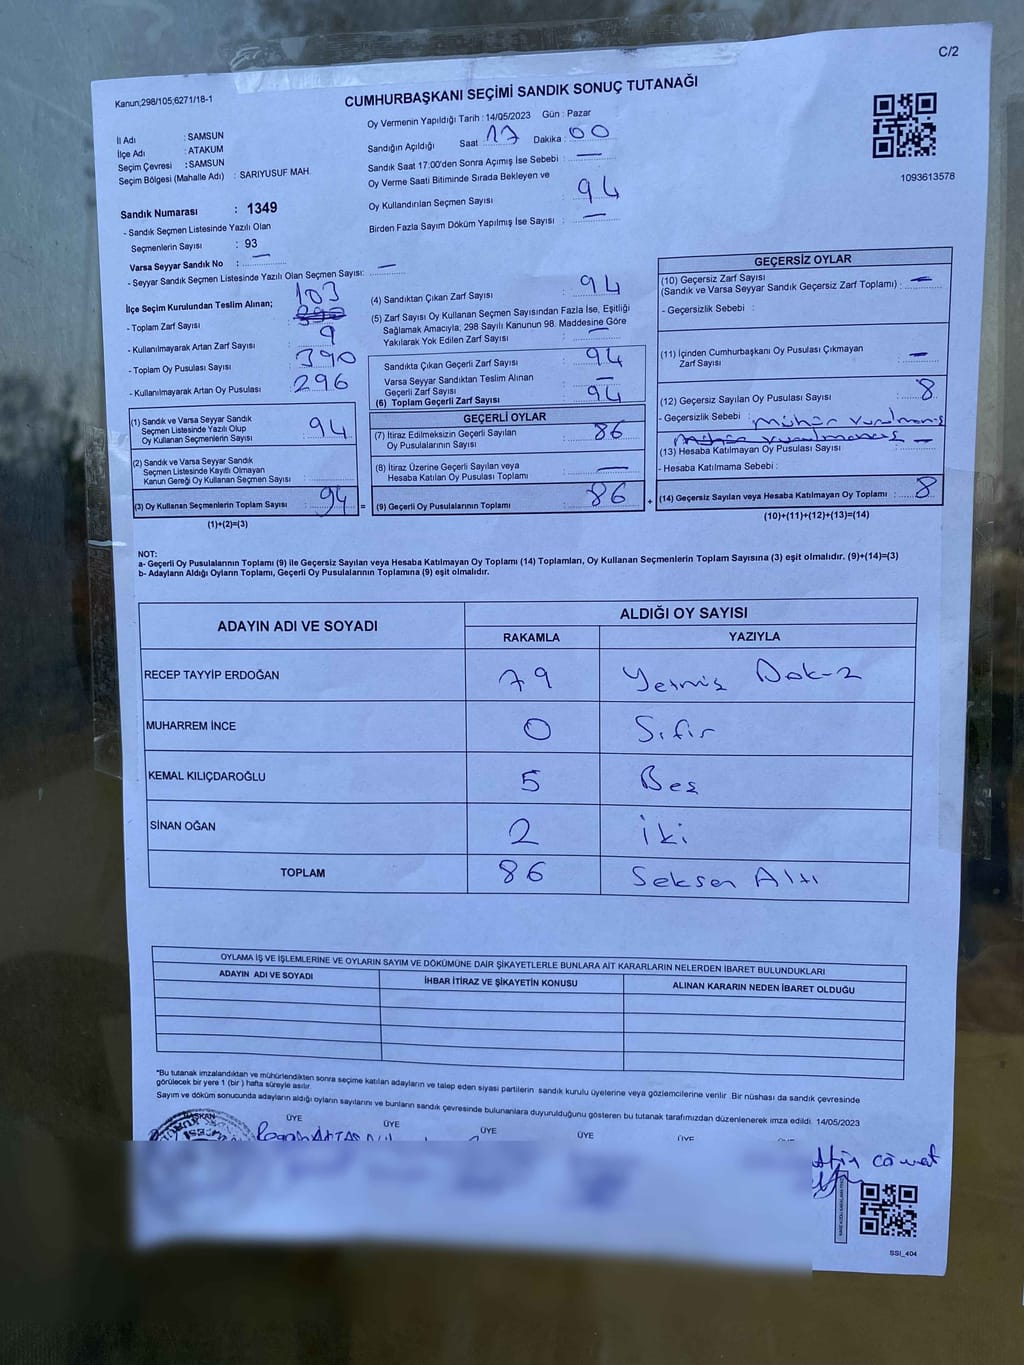 C/2
Kanun;298/105;6271/18-1
CUMHURBAŞKANI SEÇİMİ SANDIK SONUÇ TUTANAĞI
1093613578
İl Adı : SAMSUN
İlçe Adı : ATAKUM
Seçim Çevresi : SAMSUN
Seçim Bölgesi (Mahalle Adı) : SARIYUSUF MAH.
Sandık Numarası : 1349
- Sandık Seçmen Listesinde Yazılı Olan
Seçmenlerin Sayısı : 93
Varsa Seyyar Sandık No : —
- Seyyar Sandık Seçmen Listesinde Yazılı Olan Seçmen Sayısı: —
Oy Vermenin Yapıldığı Tarih : 14/05/2023 Gün : Pazar
Sandığın Açıldığı Saat 17 Dakika : 00
Sandık Saat 17:00'den Sonra Açımış İse Sebebi : —
Oy Verme Saati Bitiminde Sırada Bekleyen ve
Oy Kullandırılan Seçmen Sayısı : 94
Birden Fazla Sayım Döküm Yapılmış İse Sayısı : —
İlçe Seçim Kurulundan Teslim Alınan; 103
- Toplam Zarf Sayısı : 390
- Kullanılmayarak Artan Zarf Sayısı : 9
- Toplam Oy Pusulası Sayısı : 390
- Kullanılmayarak Artan Oy Pusulası : 296
(1) Sandık ve Varsa Seyyar Sandık
Seçmen Listesinde Yazılı Olup
Oy Kullanan Seçmenlerin Sayısı : 94
(2) Sandık ve Varsa Seyyar Sandık
Seçmen Listesinde Kayıtlı Olmayan
Kanun Gereği Oy Kullanan Seçmen Sayısı :
(3) Oy Kullanan Seçmenlerin Toplam Sayısı : 94
(1)+(2)=(3)
(4) Sandıktan Çıkan Zarf Sayısı : 94
(5) Zarf Sayısı Oy Kullanan Seçmen Sayısından Fazla İse, Eşitliği
Sağlamak Amacıyla; 298 Sayılı Kanunun 98. Maddesine Göre
Yakılarak Yok Edilen Zarf Sayısı : —
Sandıkta Çıkan Geçerli Zarf Sayısı : 94
Varsa Seyyar Sandıktan Teslim Alınan
Geçerli Zarf Sayısı : —
(6) Toplam Geçerli Zarf Sayısı : 94
GEÇERLİ OYLAR
(7) İtiraz Edilmeksizin Geçerli Sayılan
Oy Pusulalarının Sayısı : 86
(8) İtiraz Üzerine Geçerli Sayılan veya
Hesaba Katılan Oy Pusulası Toplamı : —
= (9) Geçerli Oy Pusulalarının Toplamı : 86
GEÇERSİZ OYLAR
(10) Geçersiz Zarf Sayısı
(Sandık ve Varsa Seyyar Sandık Geçersiz Zarf Toplamı) : —
- Geçersizlik Sebebi :
(11) İçinden Cumhurbaşkanı Oy Pusulası Çıkmayan
Zarf Sayısı : —
(12) Geçersiz Sayılan Oy Pusulası Sayısı : 8
- Geçersizlik Sebebi : Mühür Vurulmamış
Mühür Vurulmamış
(13) Hesaba Katılmayan Oy Pusulası Sayısı : —
- Hesaba Katılmama Sebebi :
+ (14) Geçersiz Sayılan veya Hesaba Katılmayan Oy Toplamı : 8
(10)+(11)+(12)+(13)=(14)
NOT:
a- Geçerli Oy Pusulalarının Toplamı (9) ile Geçersiz Sayılan veya Hesaba Katılmayan Oy Toplamı (14) Toplamları, Oy Kullanan Seçmenlerin Toplam Sayısına (3) eşit olmalıdır. (9)+(14)=(3)
b- Adayların Aldığı Oyların Toplamı, Geçerli Oy Pusulalarının Toplamına (9) eşit olmalıdır.
ADAYIN ADI VE SOYADI ALDIĞI OY SAYISI
RAKAMLA YAZIYLA
RECEP TAYYİP ERDOĞAN 79 Yetmiş Dokuz
MUHARREM İNCE 0 Sıfır
KEMAL KILIÇDAROĞLU 5 Beş
SİNAN OĞAN 2 İki
TOPLAM 86 Seksen Altı
OYLAMA İŞ VE İŞLEMLERİNE VE OYLARIN SAYIM VE DÖKÜMÜNE DAİR ŞİKAYETLERLE BUNLARA AİT KARARLARIN NELERDEN İBARET BULUNDUKLARI
ADAYIN ADI VE SOYADI İHBAR İTİRAZ VE ŞİKAYETİN KONUSU ALINAN KARARIN NEDEN İBARET OLDUĞU
*Bu tutanak imzalandıktan ve mühürlendikten sonra seçime katılan adayların ve talep eden siyasi partilerin sandık kurulu üyelerine veya gözlemcilerine verilir. Bir nüshası da sandık çevresinde
görülecek bir yere 1 (bir) hafta süreyle asılır.
Sayım ve döküm sonucunda adayların aldığı oyların sayılarını ve bunların sandık çevresinde bulunanlara duyurulduğunu gösteren bu tutanak tarafımızdan düzenlenerek imza edildi. 14/05/2023
BAŞKAN ÜYE ÜYE ÜYE ÜYE ÜYE
SSI_404